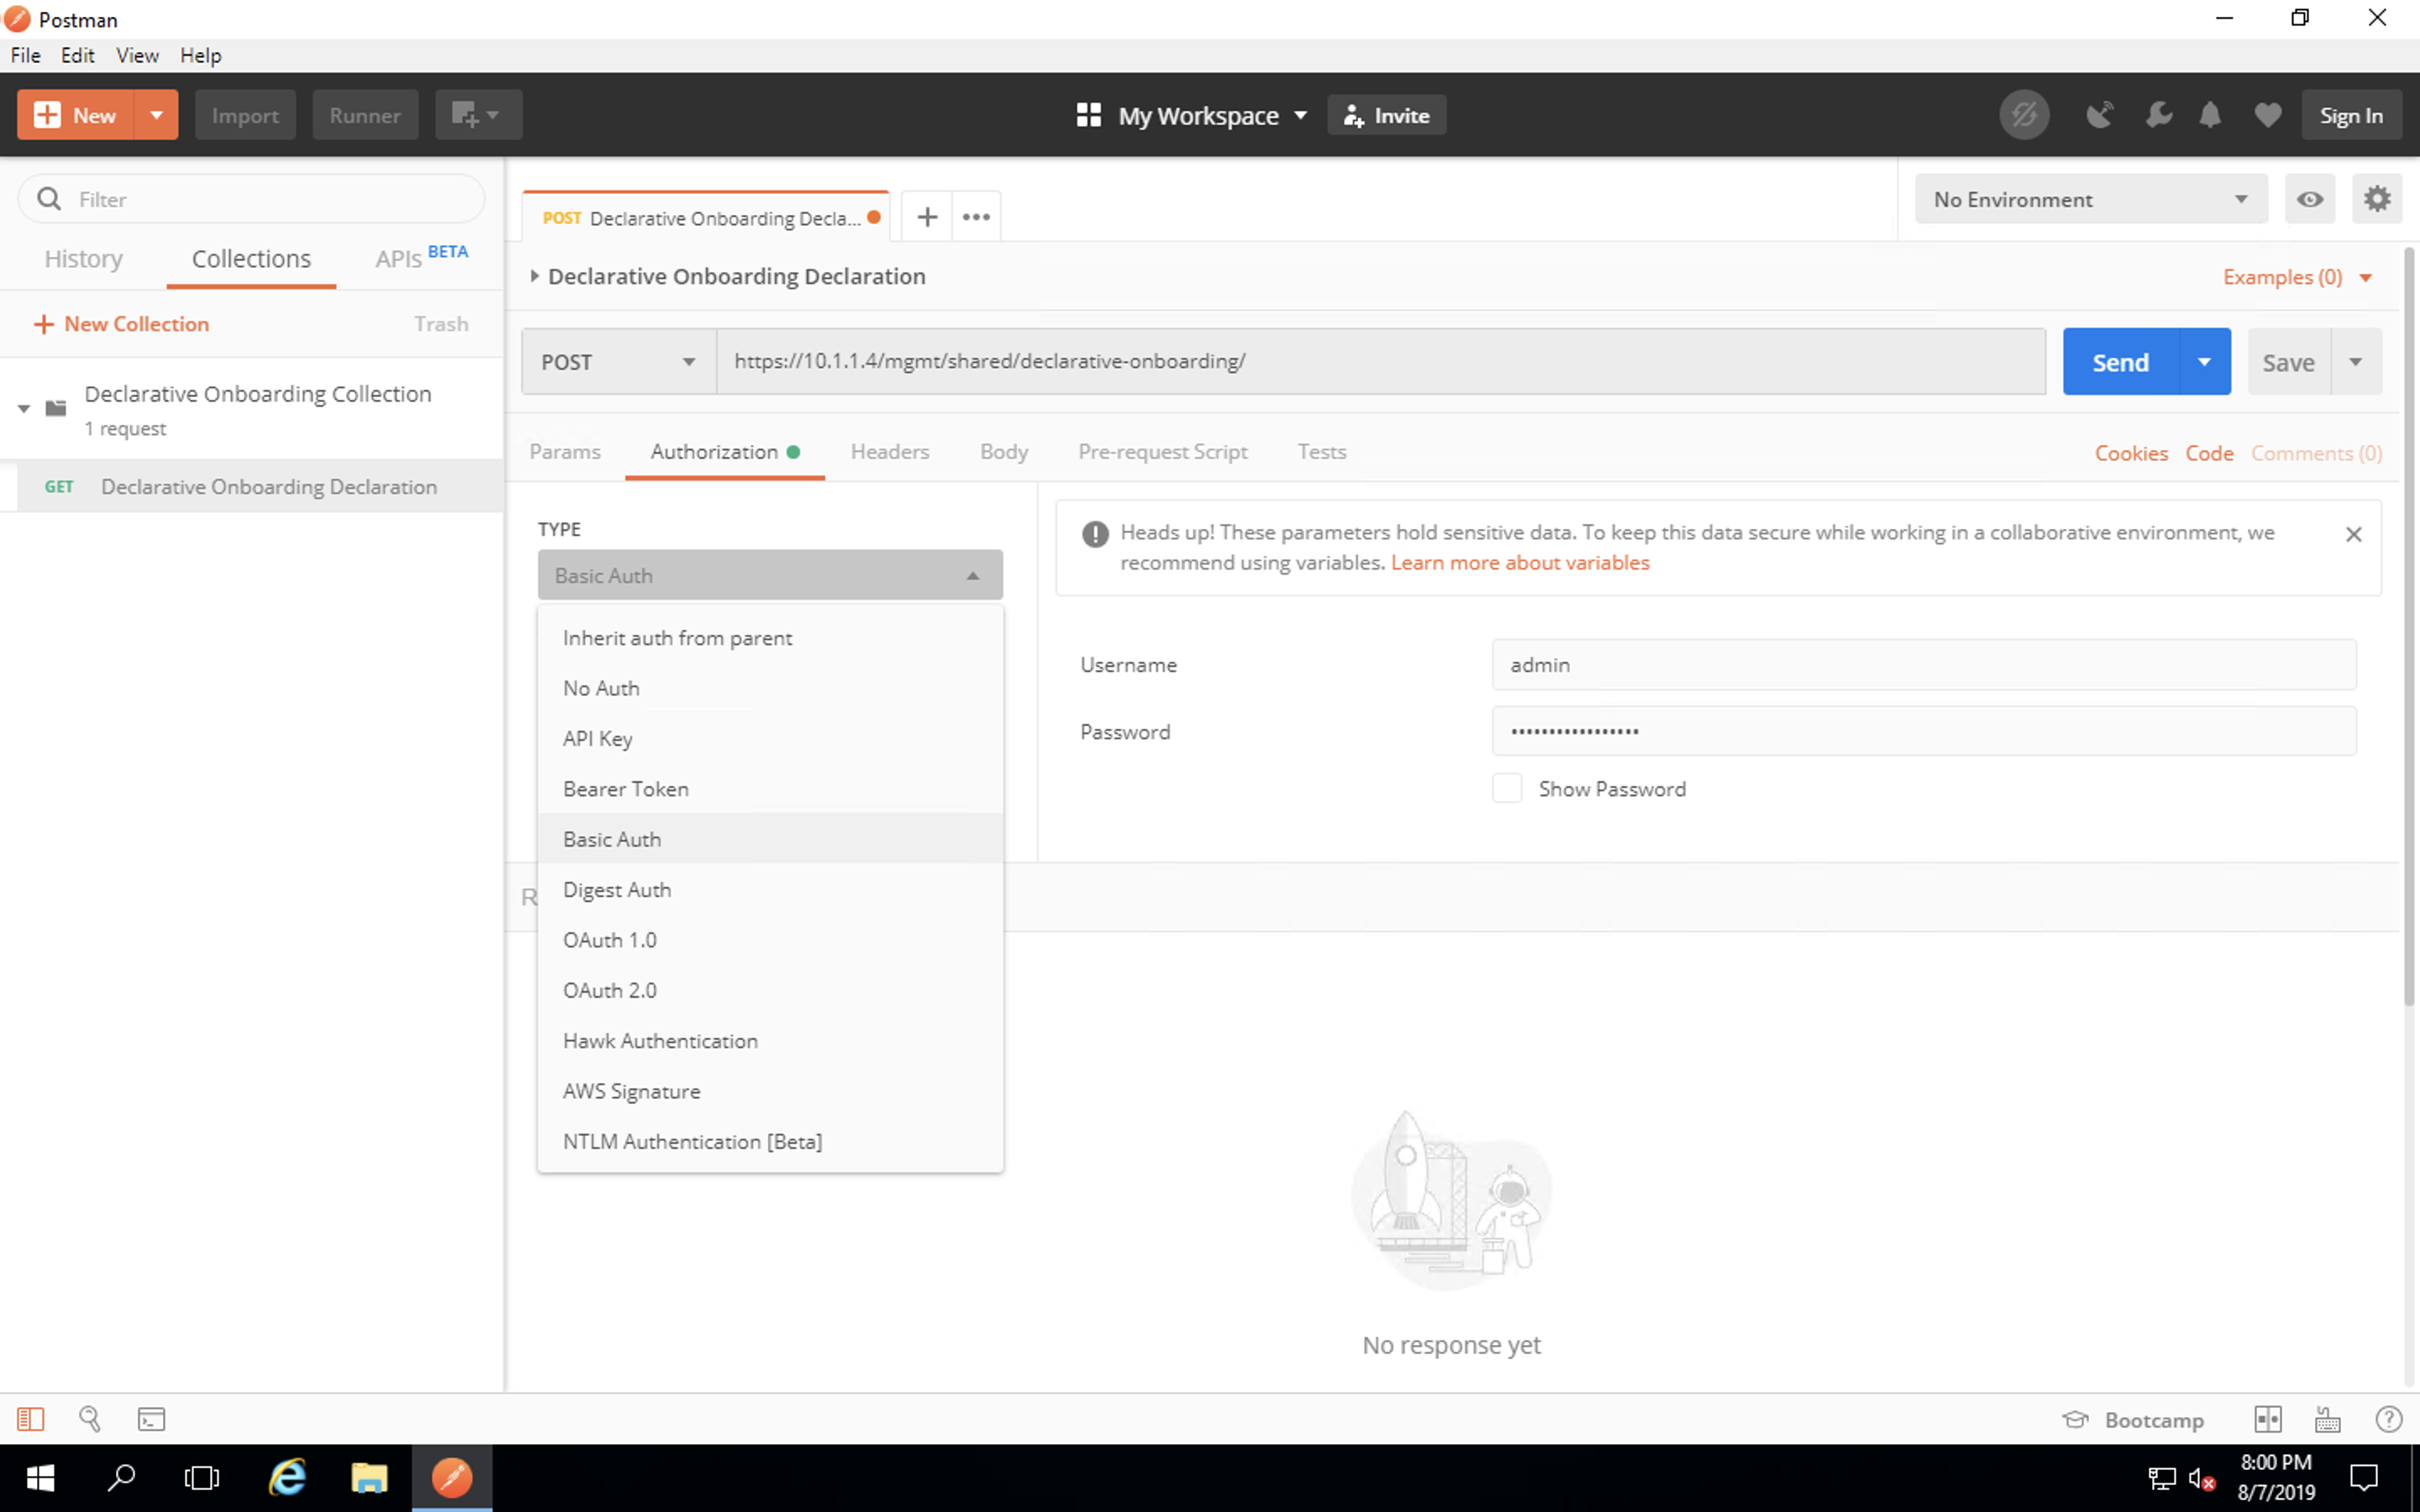 Postman
File Edit View Help
New Import Runner My Workspace Invite Sign In
Filter
History Collections APIs BETA
New Collection Trash
Declarative Onboarding Collection
1 request
GET Declarative Onboarding Declaration
POST Declarative Onboarding Decla...
No Environment
Declarative Onboarding Declaration
Examples (0)
POST https://10.1.1.4/mgmt/shared/declarative-onboarding/ Send Save
Params Authorization Headers Body Pre-request Script Tests Cookies Code Comments (0)
TYPE
Basic Auth
Inherit auth from parent
No Auth
API Key
Bearer Token
Basic Auth
Digest Auth
OAuth 1.0
OAuth 2.0
Hawk Authentication
AWS Signature
NTLM Authentication [Beta]
Heads up! These parameters hold sensitive data. To keep this data secure while working in a collaborative environment, we
recommend using variables. Learn more about variables
Username admin
Password •••••••••••••••••
Show Password
R
No response yet
Bootcamp
8:00 PM
8/7/2019